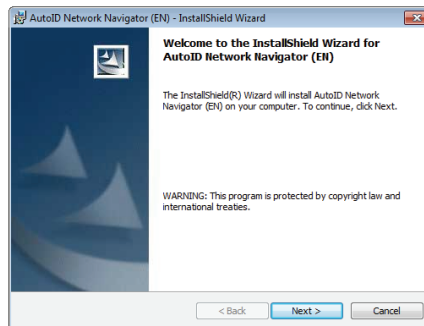 AutoID Network Navigator (EN) - InstallShield Wizard
Welcome to the InstallShield Wizard for
AutoID Network Navigator (EN)
The InstallShield(R) Wizard will install AutoID Network
Navigator (EN) on your computer. To continue, click Next.
WARNING: This program is protected by copyright law and
international treaties.
< Back
Next >
Cancel